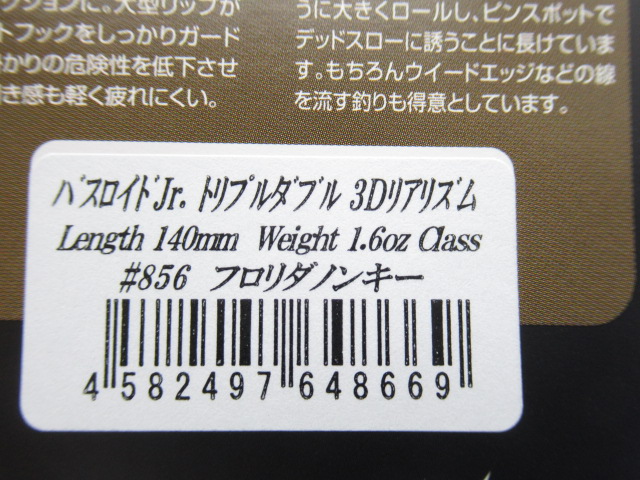 クションに。大型リップが
トフックをしっかりガード
かりの危険性を低下させ
き感も軽く疲れにくい。
うに大きくロールし、ピンスポットで
デッドスローに誘うことに長けていま
す。もちろんウイードエッジなどの線
を流す釣りも得意としています。
バスロイドJr. トリプルダブル 3Dリアリズム
Length 140mm Weight 1.6oz Class
#856 フロリダノンキー
4 582497 648669